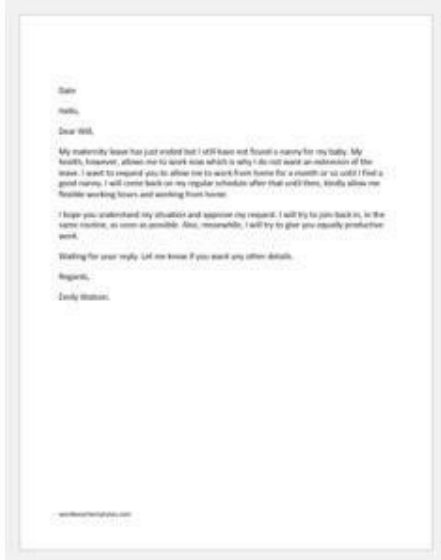 Date
Hello,
Dear Will,
My maternity leave has just ended but I still have not found a nanny for my baby. My
health, however, allows me to work now which is why I do not want an extension of the
leave. I want to request you to allow me to work from home for a month or so until I find a
good nanny. I will come back on my regular schedule after that until then, kindly allow me
flexible working hours and working from home.
I hope you understand my situation and approve my request. I will try to join back in, in the
same routine, as soon as possible. Also, meanwhile, I will try to give you equally productive
work.
Waiting for your reply. Let me know if you want any other details.
Regards,
Emily Watson.